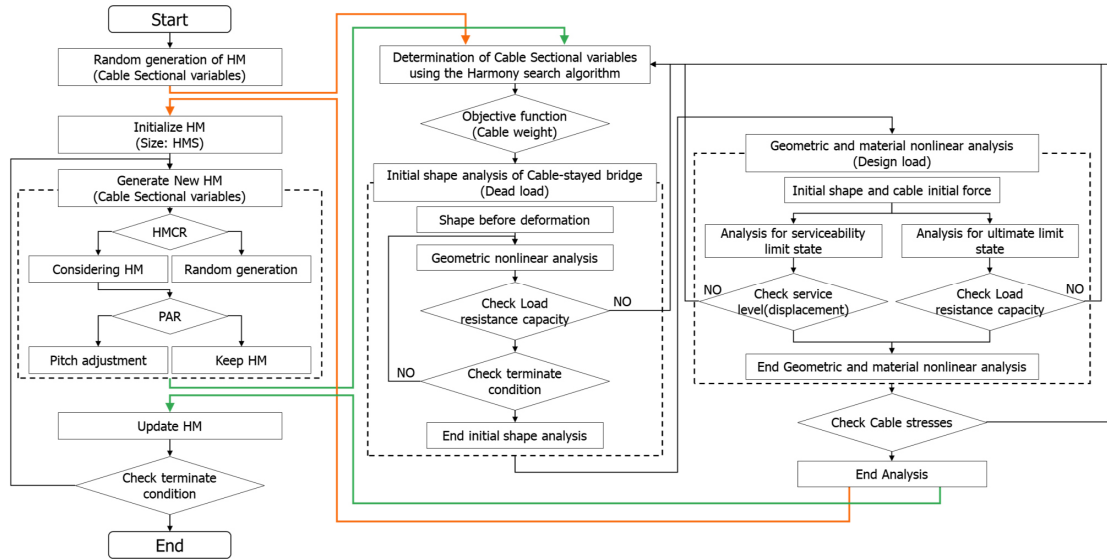 Start
Random generation of HM
(Cable Sectional variables)
Initialize HM
(Size: HMS)
Generate New HM
(Cable Sectional variables)
HMCR
Considering HM
Random generation
PAR
Pitch adjustment
Keep HM
Update HM
Check terminate
condition
End
Determination of Cable Sectional variables
using the Harmony search algorithm
Objective function
(Cable weight)
Initial shape analysis of Cable-stayed bridge
(Dead load)
Shape before deformation
Geometric nonlinear analysis
Check Load
resistance capacity
NO
Check terminate
condition
NO
End initial shape analysis
Geometric and material nonlinear analysis
(Design load)
Initial shape and cable initial force
Analysis for serviceability
limit state
Analysis for ultimate limit
state
NO
Check service
level(displacement)
Check Load
resistance capacity
NO
End Geometric and material nonlinear analysis
Check Cable stresses
End Analysis